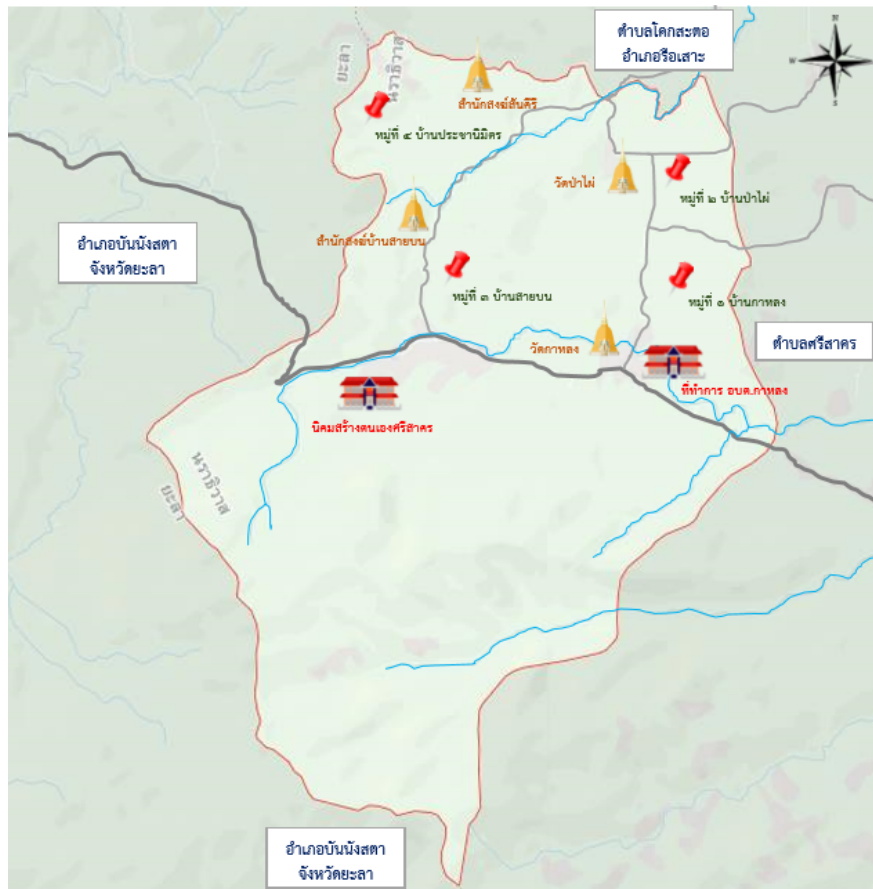 ตำบลโคกสะตอ
อำเภอรือเสาะ
N
W
E
S
ยะลา
นราธิวาส
สำนักสงฆ์สันคีรี
หมู่ที่ ๔ บ้านประชานิมิตร
วัดป่าไผ่
หมู่ที่ ๒ บ้านป่าไผ่
อำเภอบันนังสตา
จังหวัดยะลา
สำนักสงฆ์บ้านสายบน
หมู่ที่ ๓ บ้านสายบน
หมู่ที่ ๑ บ้านกาหลง
วัดกาหลง
ตำบลศรีสาคร
ที่ทำการ อบต.กาหลง
นิคมสร้างตนเองศรีสาคร
นราธิวาส
ยะลา
อำเภอบันนังสตา
จังหวัดยะลา